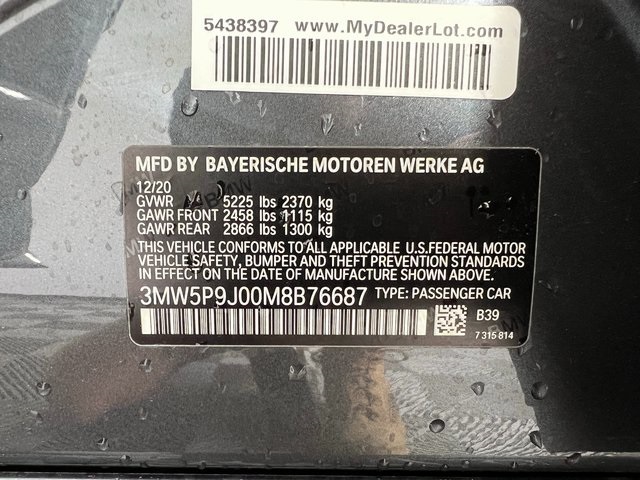 5438397 www.MyDealerLot.com
MFD BY BAYERISCHE MOTOREN WERKE AG
12/20
GVWR 5225 lbs 2370 kg
GAWR FRONT 2458 lbs 1115 kg
GAWR REAR 2866 lbs 1300 kg
THIS VEHICLE CONFORMS TO ALL APPLICABLE U.S.FEDERAL MOTOR
VEHICLE SAFETY, BUMPER AND THEFT PREVENTION STANDARDS
IN EFFECT ON THE DATE OF MANUFACTURE SHOWN ABOVE.
3MW5P9J00M8B76687 TYPE: PASSENGER CAR
B39
7 315 814